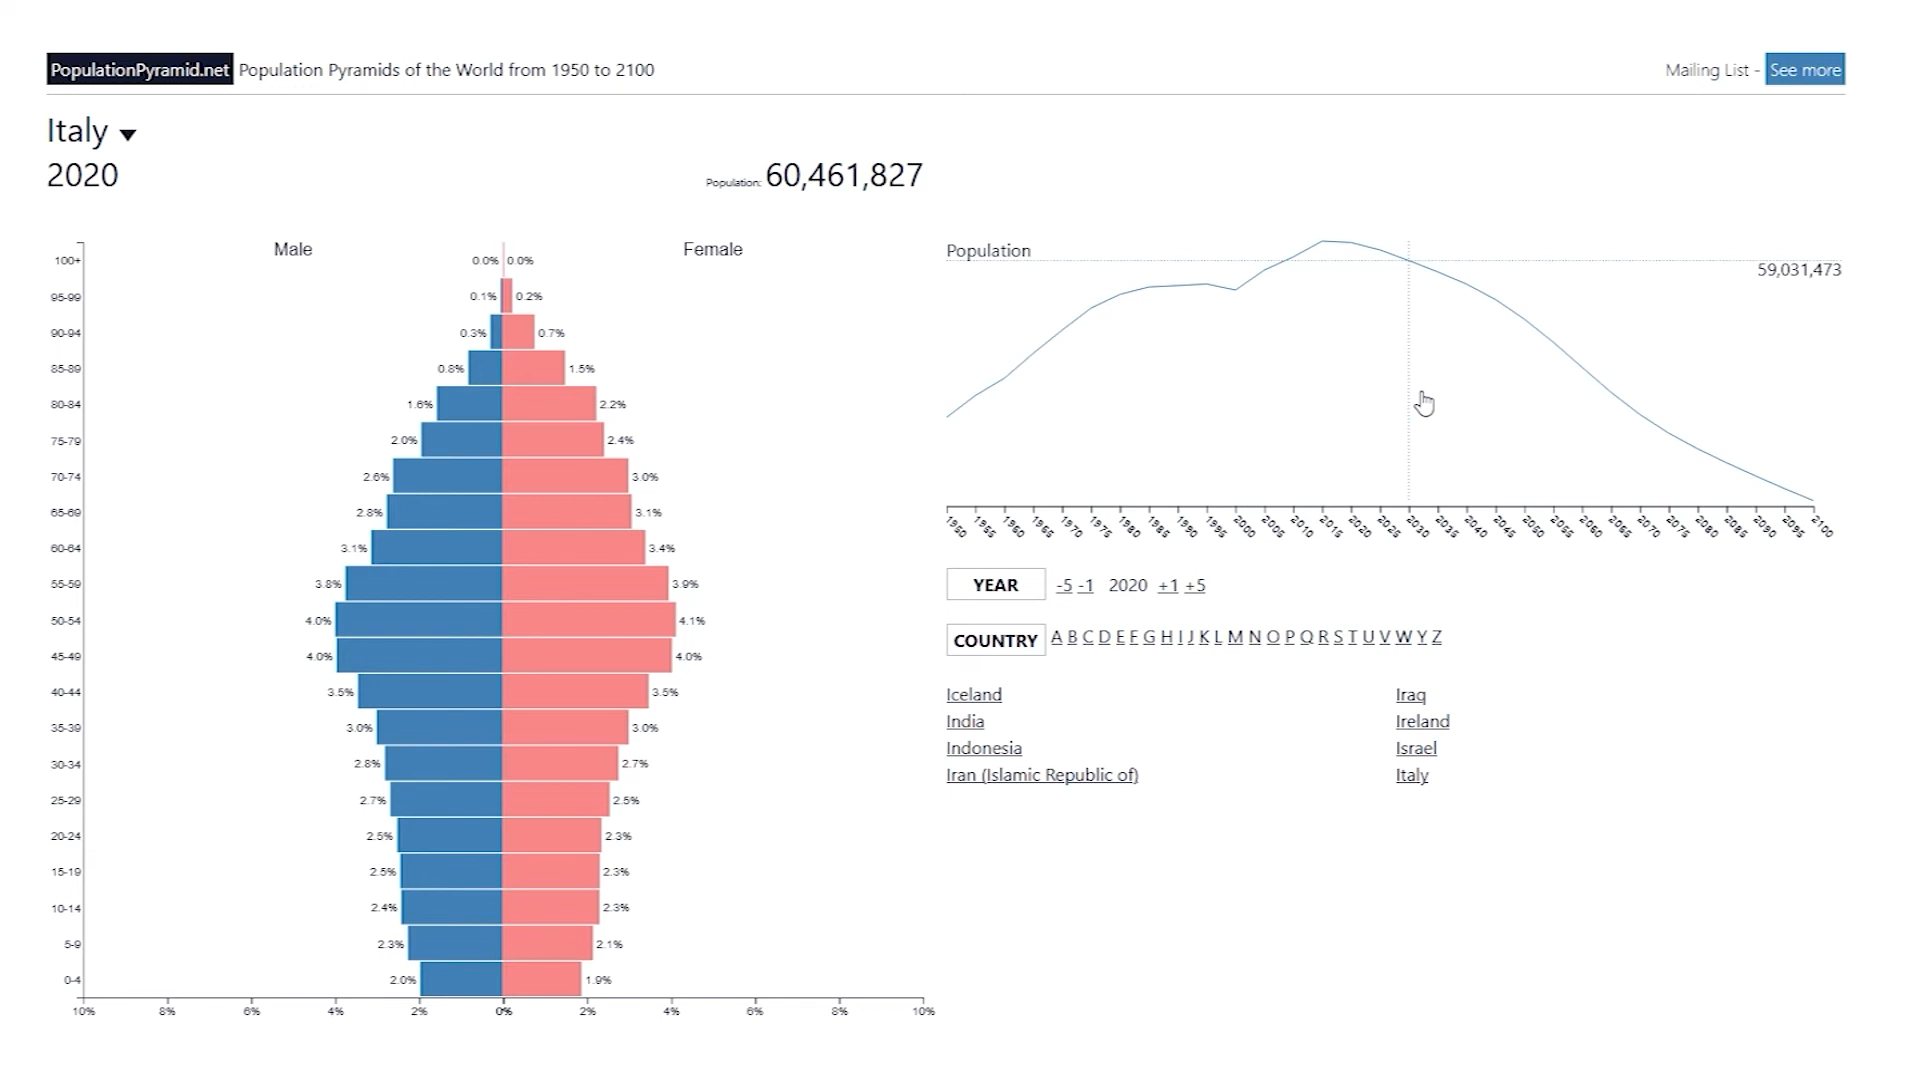 PopulationPyramid.net Population Pyramids of the World from 1950 to 2100
Mailing List - See more
Italy
2020
Population: 60,461,827
Male Female
100+ 0.0% 0.0%
95-99 0.1% 0.2%
90-94 0.3% 0.7%
85-89 0.8% 1.5%
80-84 1.6% 2.2%
75-79 2.0% 2.4%
70-74 2.6% 3.0%
65-69 2.8% 3.1%
60-64 3.1% 3.4%
55-59 3.8% 3.9%
50-54 4.0% 4.1%
45-49 4.0% 4.0%
40-44 3.5% 3.5%
35-39 3.0% 3.0%
30-34 2.8% 2.7%
25-29 2.7% 2.5%
20-24 2.5% 2.3%
15-19 2.5% 2.3%
10-14 2.4% 2.3%
5-9 2.3% 2.1%
0-4 2.0% 1.9%
10% 8% 6% 4% 2% 0% 2% 4% 6% 8% 10%
Population
59,031,473
1950 1955 1960 1965 1970 1975 1980 1985 1990 1995 2000 2005 2010 2015 2020 2025 2030 2035 2040 2045 2050 2055 2060 2065 2070 2075 2080 2085 2090 2095 2100
YEAR -5 -1 2020 +1 +5
COUNTRY A B C D E F G H I J K L M N O P Q R S T U V W Y Z
Iceland Iraq
India Ireland
Indonesia Israel
Iran (Islamic Republic of) Italy